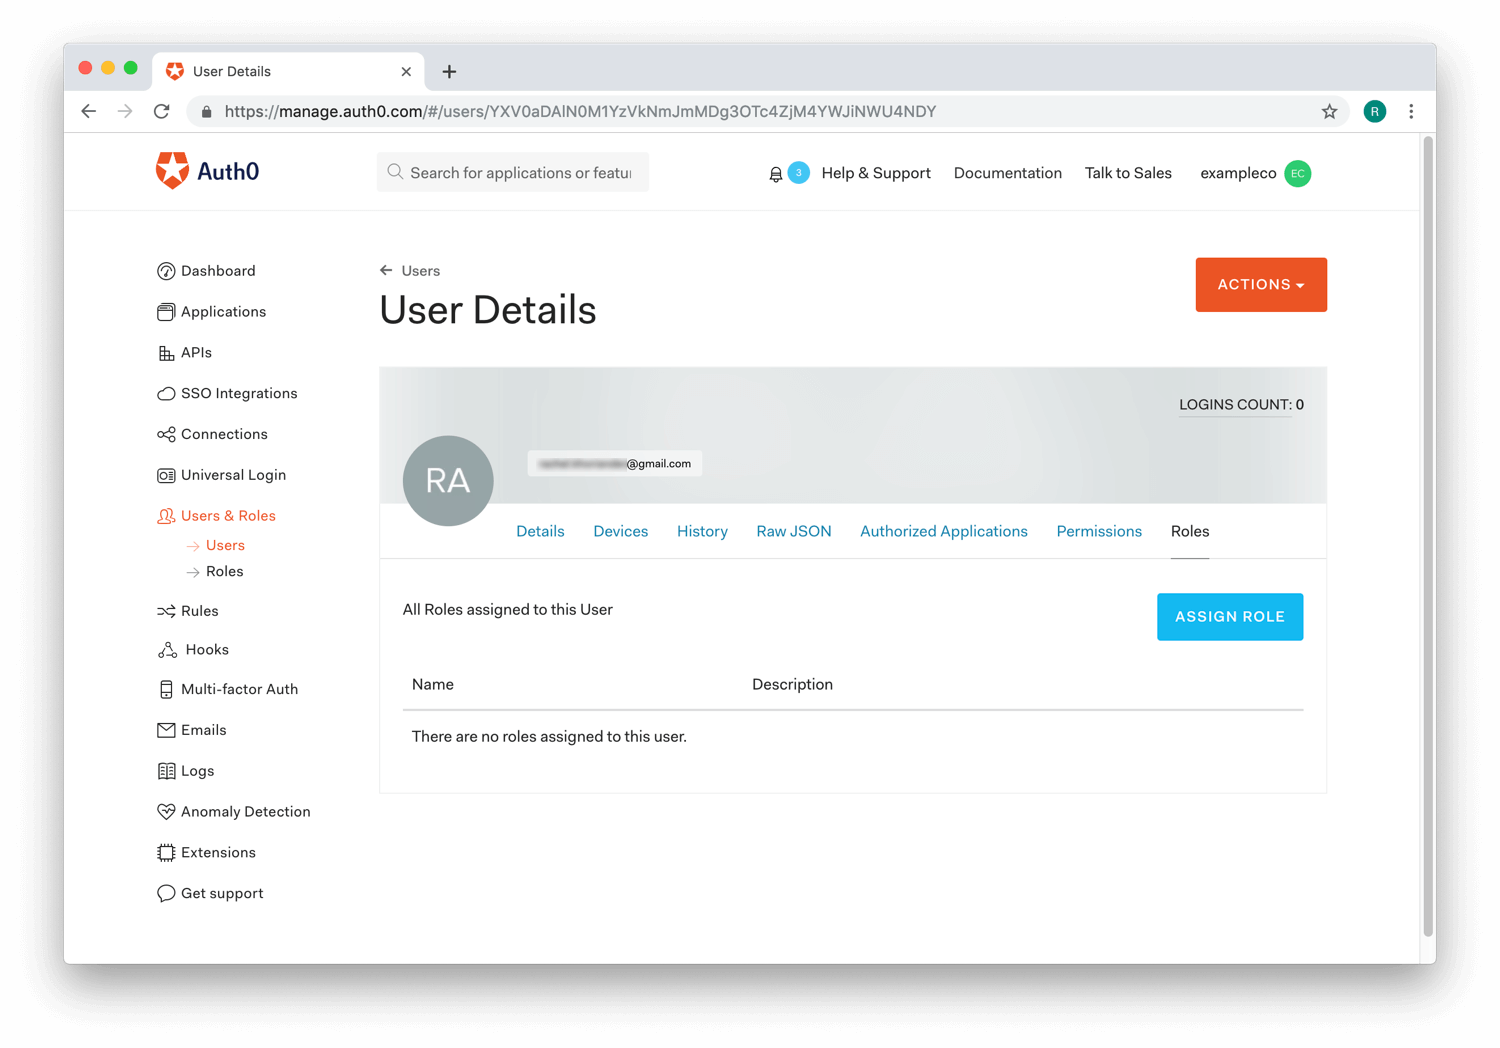 User Details
https://manage.auth0.com/#/users/YXV0aDAlN0M1YzVkNmJmMDg3OTc4ZjM4YWJiNWU4NDY
R
Auth0
Search for applications or featu
3
Help & Support
Documentation
Talk to Sales
exampleco
EC
Dashboard
Applications
APIs
SSO Integrations
Connections
Universal Login
Users & Roles
Users
Roles
Rules
Hooks
Multi-factor Auth
Emails
Logs
Anomaly Detection
Extensions
Get support
Users
User Details
ACTIONS
LOGINS COUNT: 0
RA
@gmail.com
Details
Devices
History
Raw JSON
Authorized Applications
Permissions
Roles
All Roles assigned to this User
ASSIGN ROLE
Name
Description
There are no roles assigned to this user.